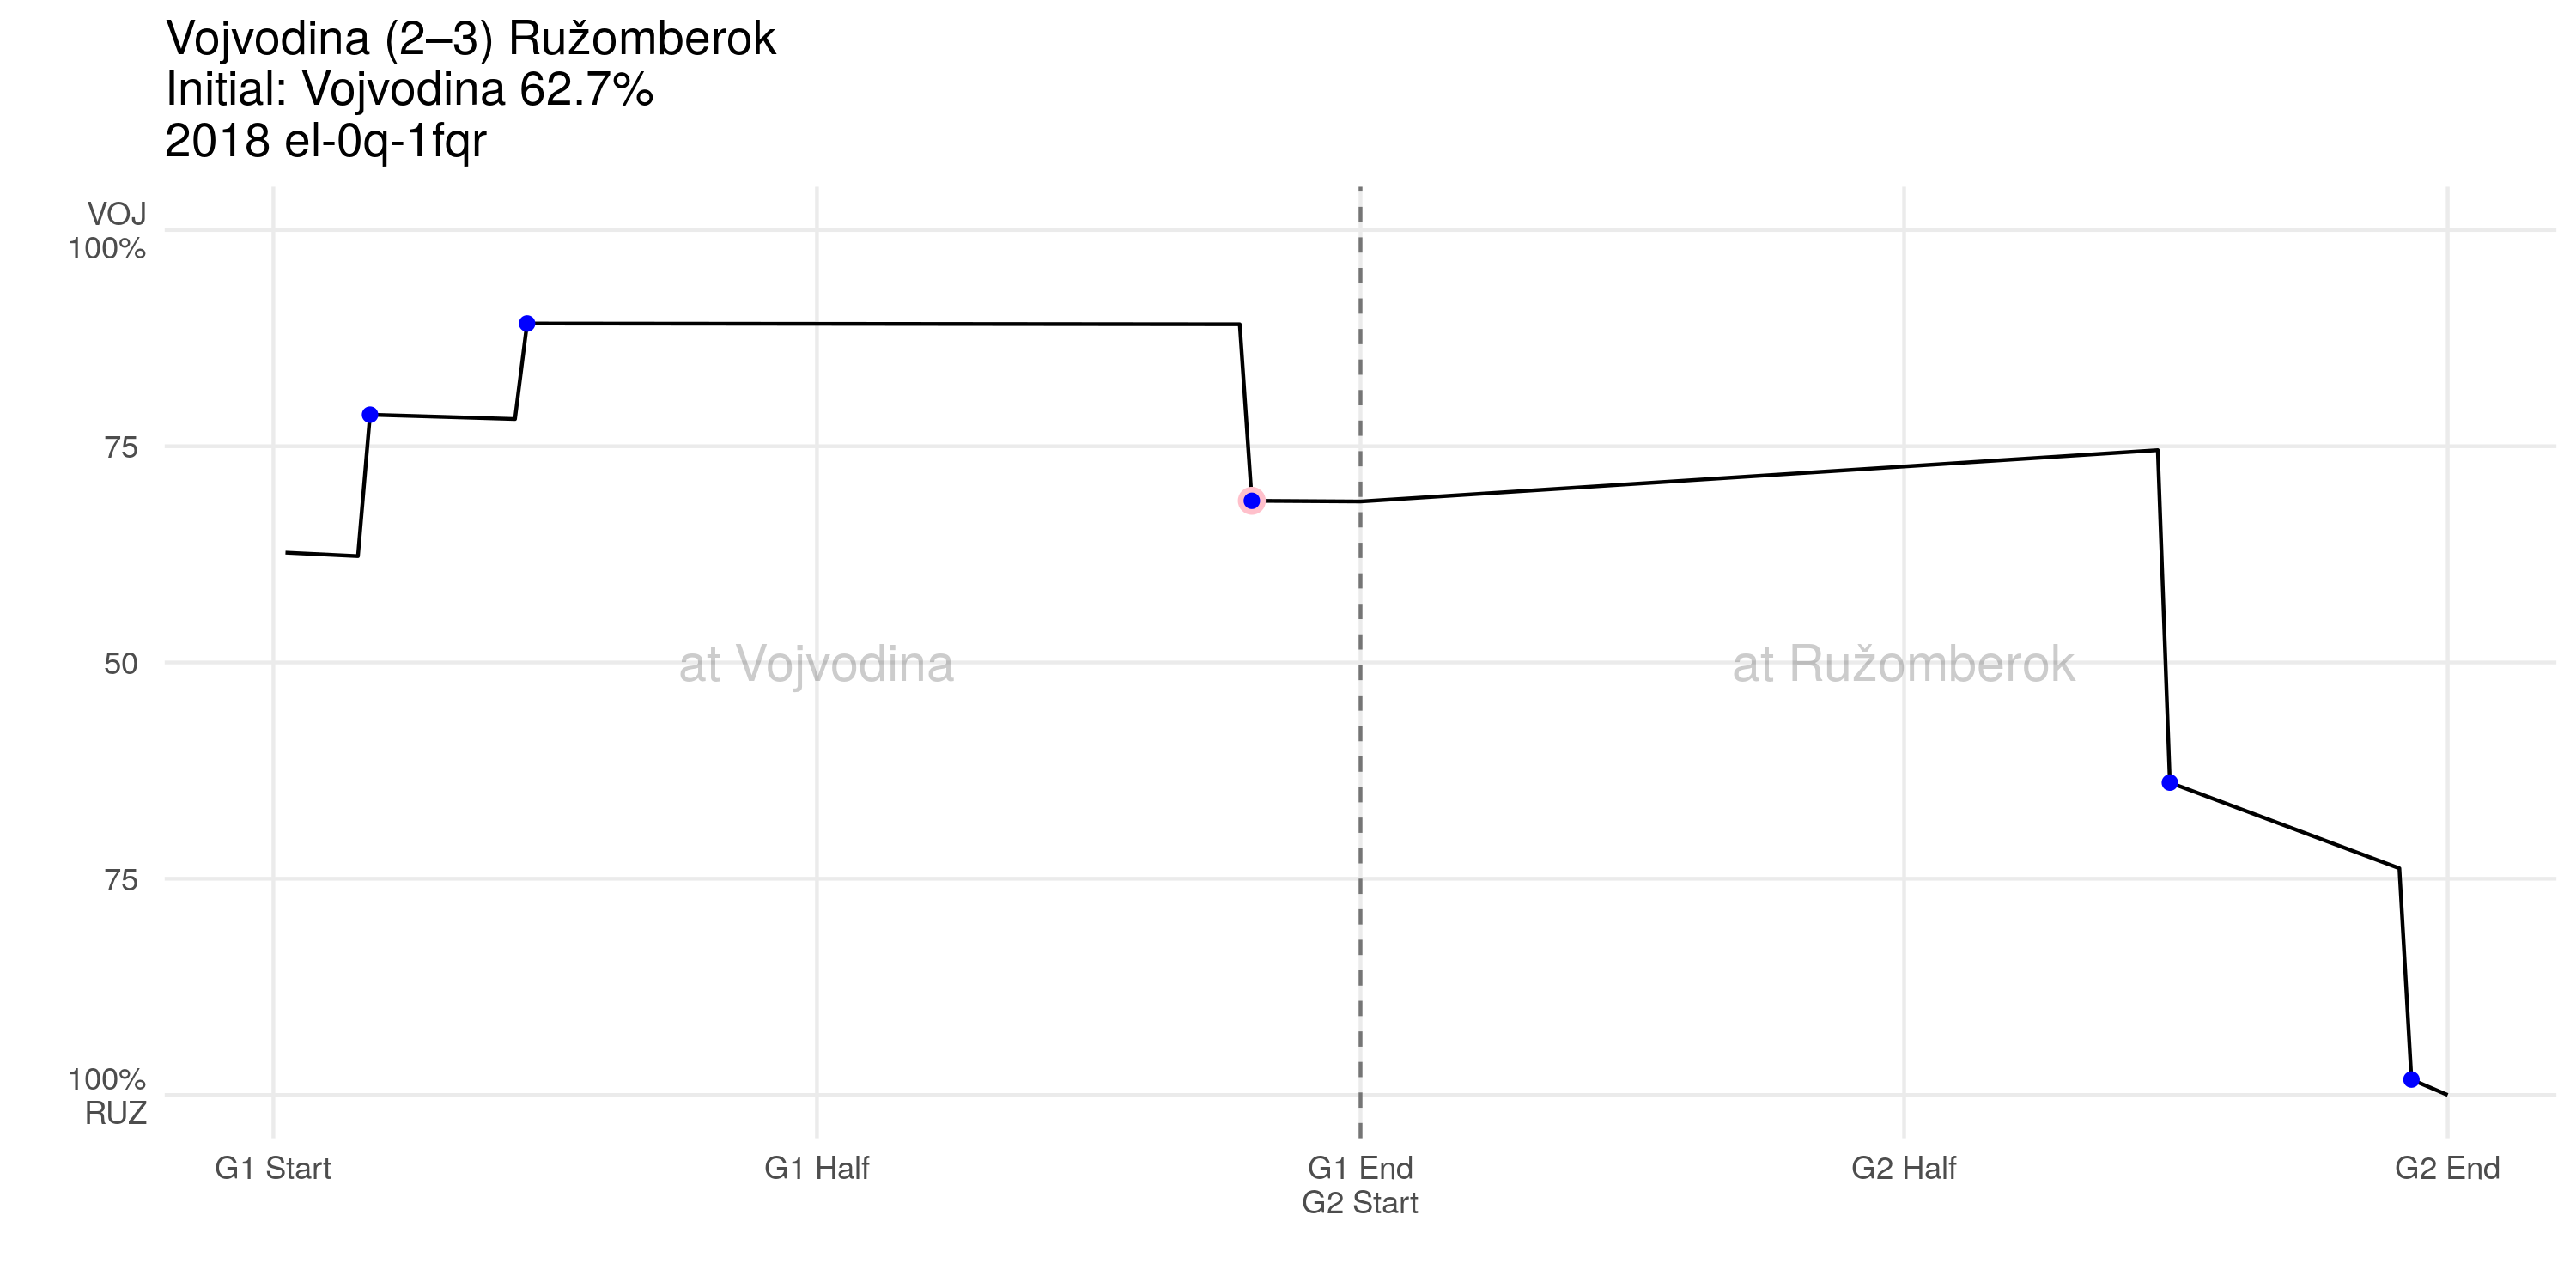 Vojvodina (2–3) Ružomberok
Initial: Vojvodina 62.7%
2018 el-0q-1fqr
VOJ
100%
75
50
75
100%
RUZ
at Vojvodina
at Ružomberok
G1 Start
G1 Half
G1 End
G2 Start
G2 Half
G2 End